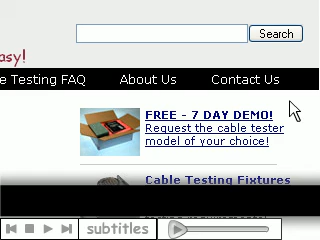 Search
asy!
e Testing FAQ About Us Contact Us
FREE - 7 DAY DEMO!
Request the cable tester
model of your choice!
Cable Testing Fixtures
subtitles